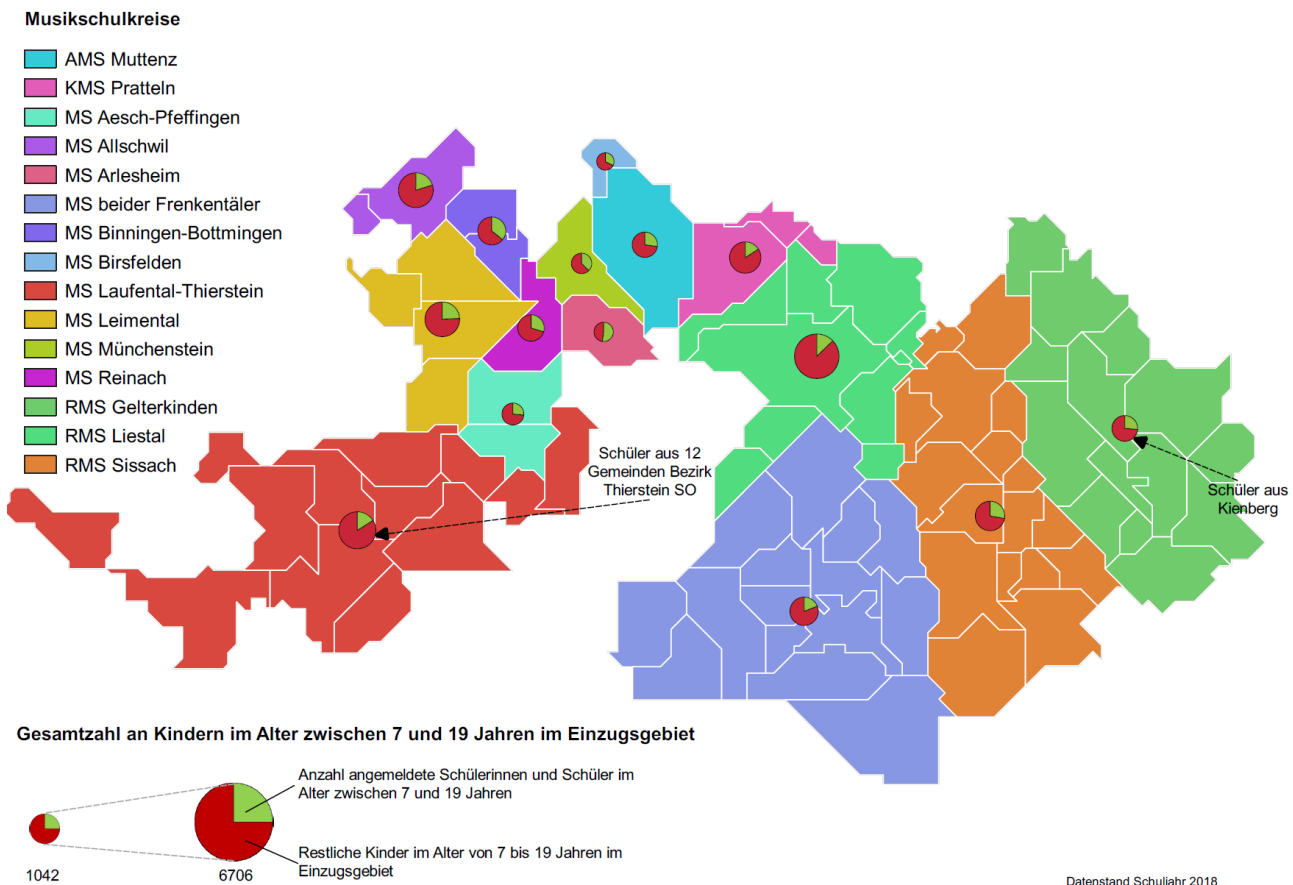 Musikschulkreise
AMS Muttenz
KMS Pratteln
MS Aesch-Pfeffingen
MS Allschwil
MS Arlesheim
MS beider Frenkentäler
MS Binningen-Bottmingen
MS Birsfelden
MS Laufental-Thierstein
MS Leimental
MS Münchenstein
MS Reinach
RMS Gelterkinden
RMS Liestal
RMS Sissach
Schüler aus 12
Gemeinden Bezirk
Thierstein SO
Schüler aus
Kienberg
Gesamtzahl an Kindern im Alter zwischen 7 und 19 Jahren im Einzugsgebiet
Anzahl angemeldete Schülerinnen und Schüler im
Alter zwischen 7 und 19 Jahren
Restliche Kinder im Alter von 7 bis 19 Jahren im
Einzugsgebiet
1042
6706
Datenstand Schuljahr 2018